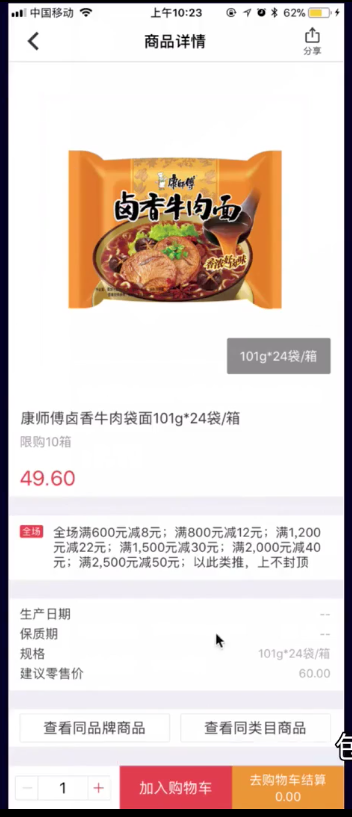 中国移动
上午10:23
62%
商品详情
分享
康师傅
卤香牛肉面
香浓好卤味
101g*24袋/箱
康师傅卤香牛肉袋面101g*24袋/箱
限购10箱
49.60
全场
全场满600元减8元；满800元减12元；满1,200
元减22元；满1,500元减30元；满2,000元减40
元；满2,500元减50元；以此类推，上不封顶
生产日期 --
保质期 --
规格 101g*24袋/箱
建议零售价 60.00
查看同品牌商品
查看同类目商品
1
加入购物车
去购物车结算
0.00